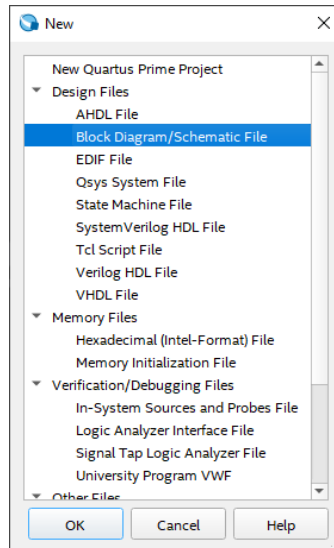 New
New Quartus Prime Project
Design Files
AHDL File
Block Diagram/Schematic File
EDIF File
Qsys System File
State Machine File
SystemVerilog HDL File
Tcl Script File
Verilog HDL File
VHDL File
Memory Files
Hexadecimal (Intel-Format) File
Memory Initialization File
Verification/Debugging Files
In-System Sources and Probes File
Logic Analyzer Interface File
Signal Tap Logic Analyzer File
University Program VWF
Other Files
OK Cancel Help